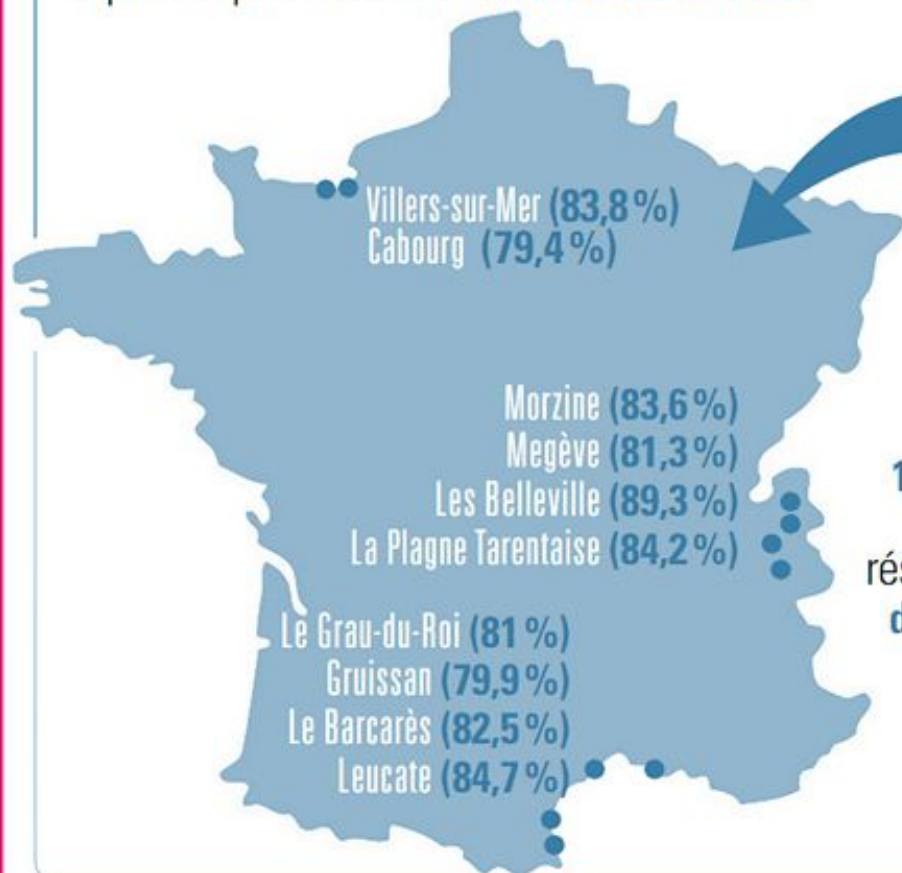 Villers-sur-Mer (83,8 %)
Cabourg (79,4 %)
Morzine (83,6 %)
Megève (81,3 %)
Les Belleville (89,3 %)
La Plagne Tarentaise (84,2 %)
1
rés
d
Le Grau-du-Roi (81 %)
Gruissan (79,9 %)
Le Barcarès (82,5 %)
Leucate (84,7 %)